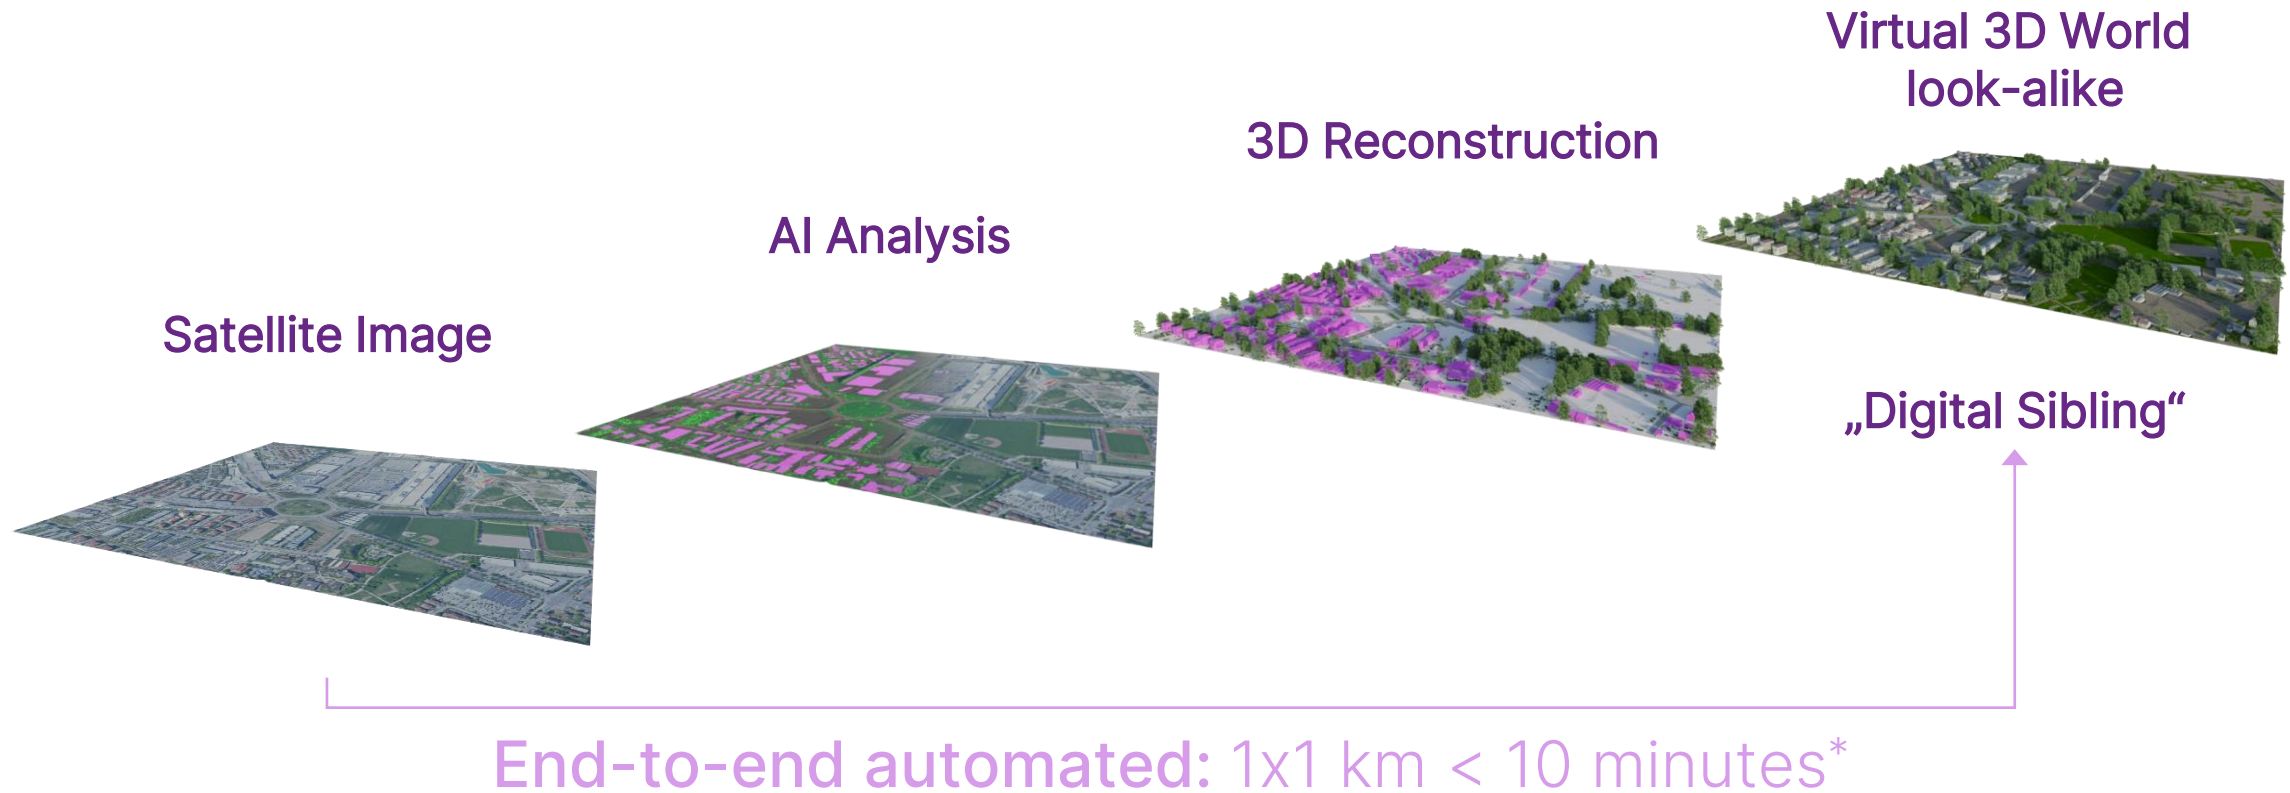 Virtual 3D World
look-alike
3D Reconstruction
AI Analysis
Satellite Image
„Digital Sibling“
End-to-end automated: 1x1 km < 10 minutes*